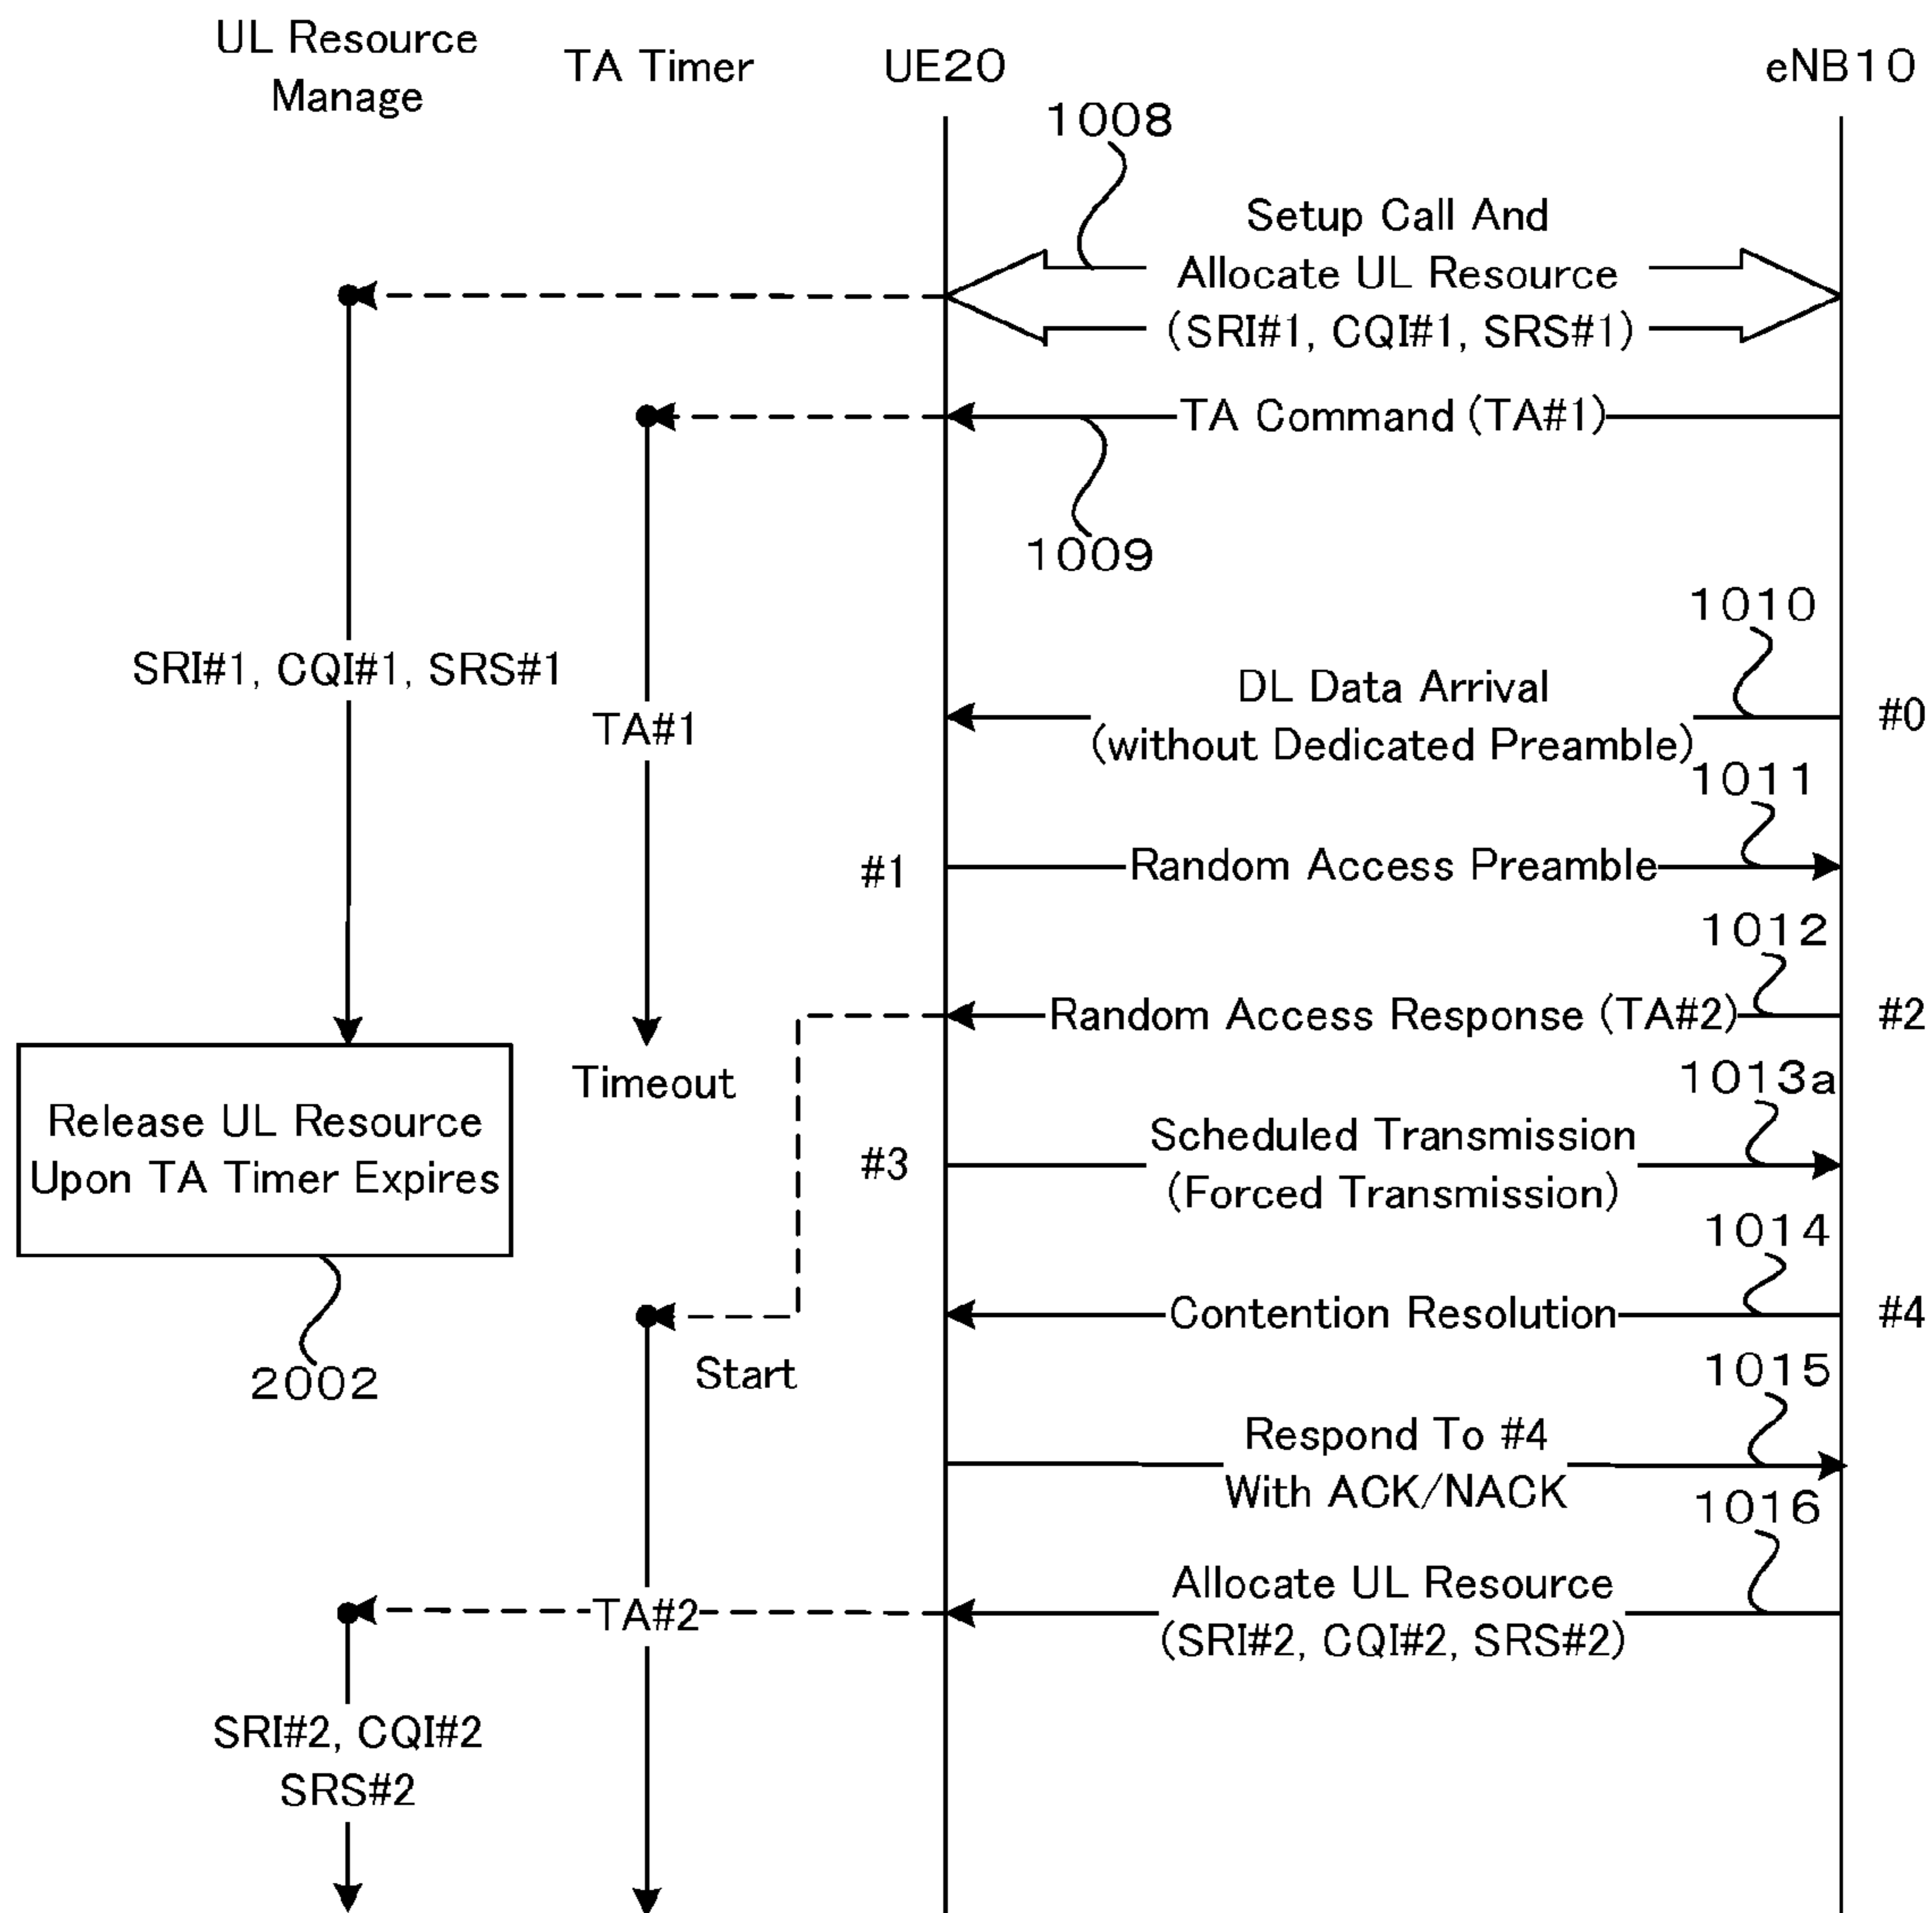 UL Resource
Manage
TA Timer
UE20
eNB10
1008
Setup Call And
Allocate UL Resource
(SRI#1, CQI#1, SRS#1)
TA Command (TA#1)
1009
1010
SRI#1, CQI#1, SRS#1
TA#1
DL Data Arrival
(without Dedicated Preamble)
#0
1011
#1
Random Access Preamble
1012
Random Access Response (TA#2)
#2
Timeout
1013a
Release UL Resource
Upon TA Timer Expires
#3
Scheduled Transmission
(Forced Transmission)
1014
Contention Resolution
#4
2002
Start
1015
Respond To #4
With ACK/NACK
1016
Allocate UL Resource
(SRI#2, CQI#2, SRS#2)
TA#2
SRI#2, CQI#2
SRS#2